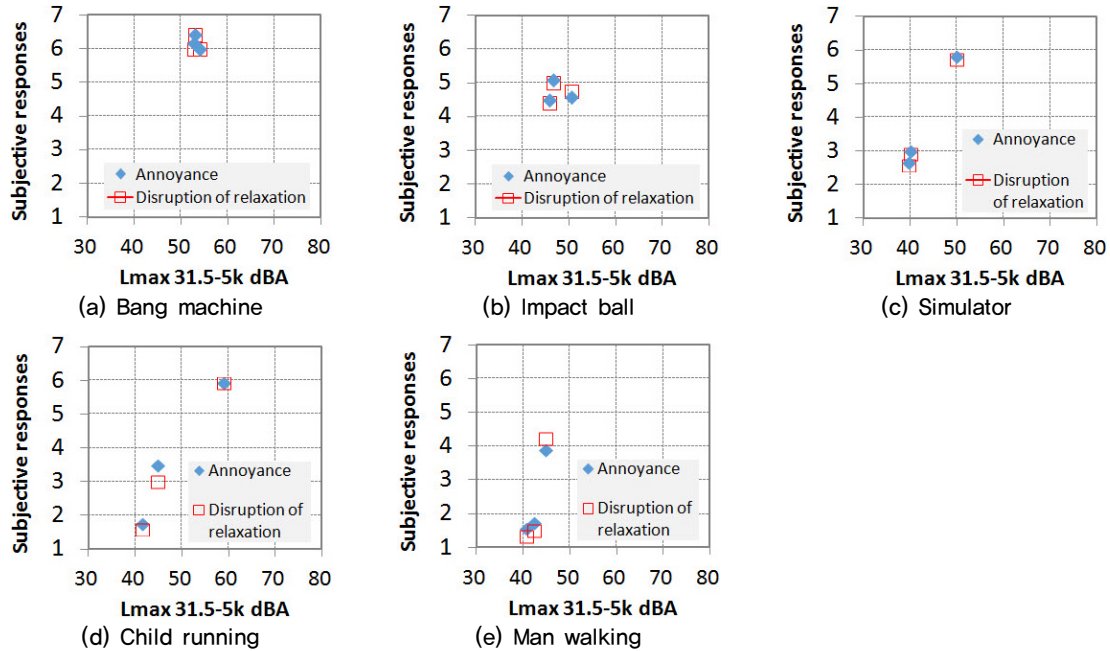 Subjective responses
7
6
5
4
3
2
1
Annoyance
Disruption of relaxation
30 40 50 60 70 80
Lmax 31.5-5k dBA
(a) Bang machine
Subjective responses
7
6
5
4
3
2
1
Annoyance
Disruption of relaxation
30 40 50 60 70 80
Lmax 31.5-5k dBA
(b) Impact ball
Subjective responses
7
6
5
4
3
2
1
Annoyance
Disruption
of relaxation
30 40 50 60 70 80
Lmax 31.5-5k dBA
(c) Simulator
Subjective responses
7
6
5
4
3
2
1
Annoyance
Disruption of
relaxation
30 40 50 60 70 80
Lmax 31.5-5k dBA
(d) Child running
Subjective responses
7
6
5
4
3
2
1
Annoyance
Disruption of
relaxation
30 40 50 60 70 80
Lmax 31.5-5k dBA
(e) Man walking